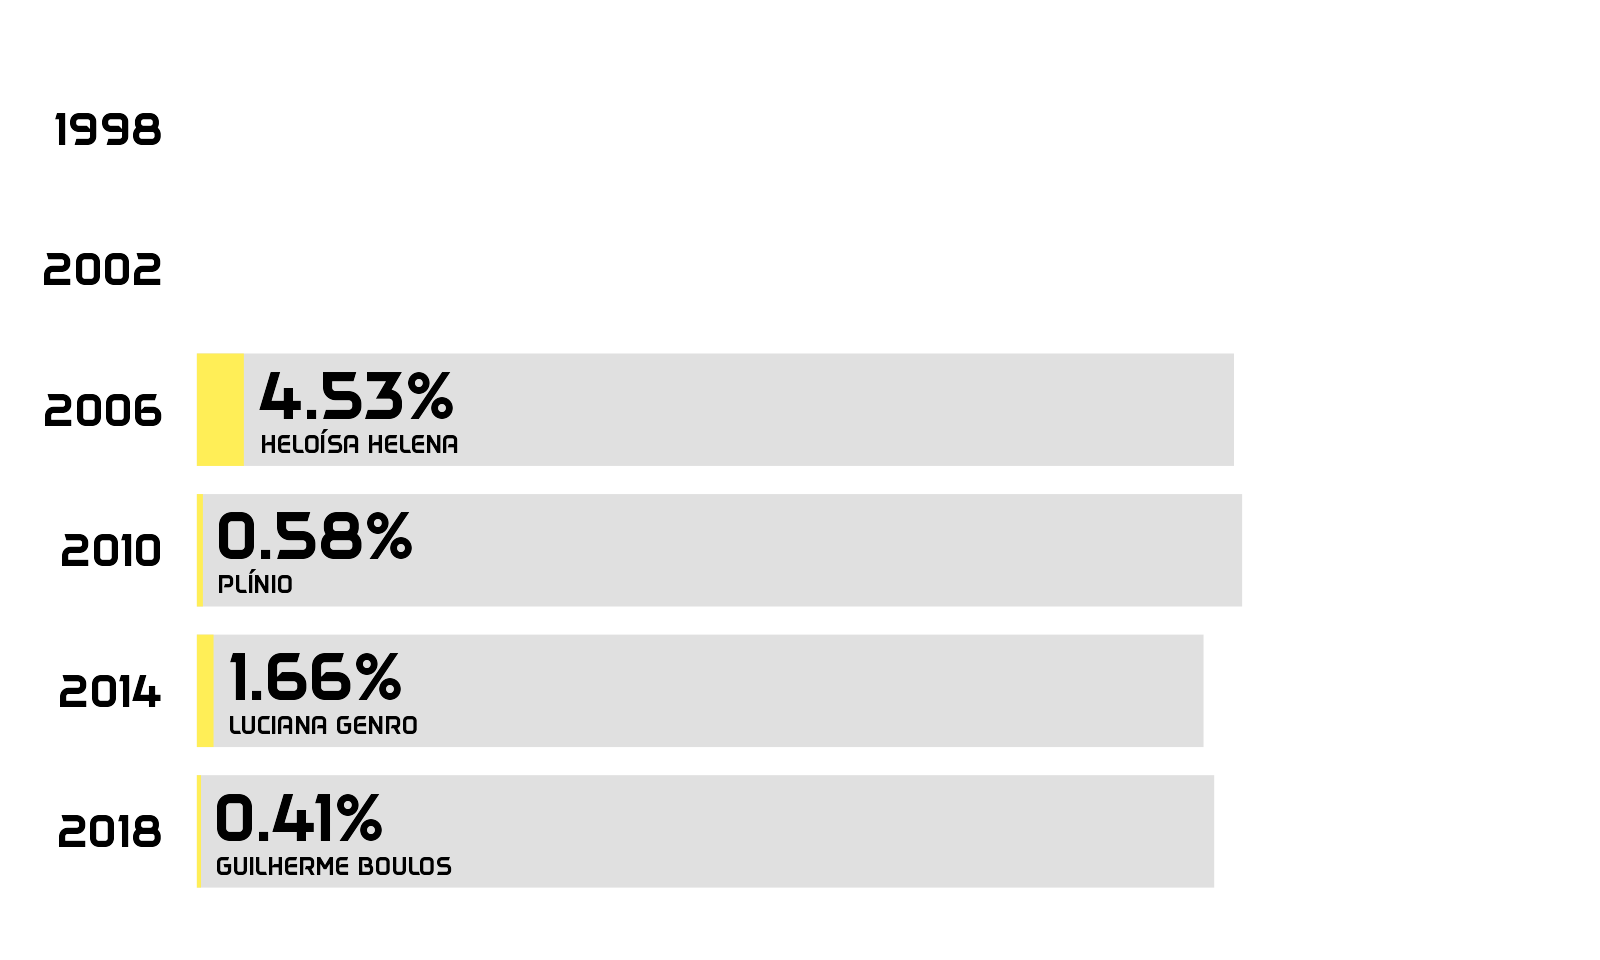 1998
2002
2006
4.53%
HELOÍSA HELENA
2010
0.58%
PLÍNIO
2014
1.66%
LUCIANA GENRO
2018
0.41%
GUILHERME BOULOS